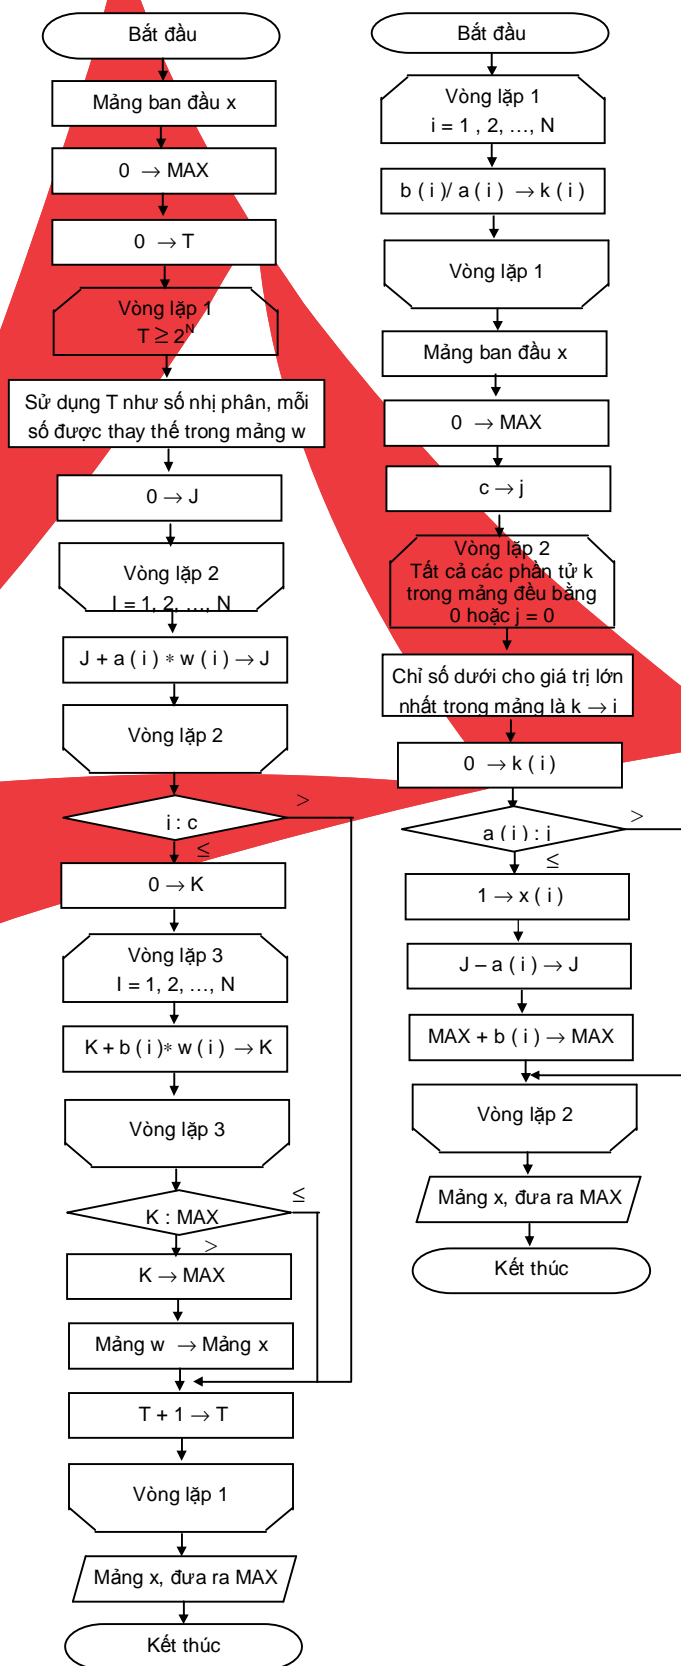 Bắt đầu
Mảng ban đầu x
0 → MAX
0 → T
Vòng lặp 1
T ≥ 2^N
Sử dụng T như số nhị phân, mỗi
số được thay thế trong mảng w
0 → J
Vòng lặp 2
I = 1, 2, …, N
J + a ( i ) * w ( i ) → J
Vòng lặp 2
j : c
>
≤
0 → K
Vòng lặp 3
I = 1, 2, …, N
K + b ( i )* w ( i ) → K
Vòng lặp 3
K : MAX
≤
>
K → MAX
Mảng w → Mảng x
T + 1 → T
Vòng lặp 1
Mảng x, đưa ra MAX
Kết thúc
Bắt đầu
Vòng lặp 1
i = 1 , 2, …, N
b ( i )/ a ( i ) → k ( i )
Vòng lặp 1
Mảng ban đầu x
0 → MAX
c → j
Vòng lặp 2
Tất cả các phần tử k
trong mảng đều bằng
0 hoặc j = 0
Chỉ số dưới cho giá trị lớn
nhất trong mảng là k → i
0 → k ( i )
a ( i ) : j
>
≤
1 → x ( i )
J – a ( i ) → J
MAX + b ( i ) → MAX
Vòng lặp 2
Mảng x, đưa ra MAX
Kết thúc